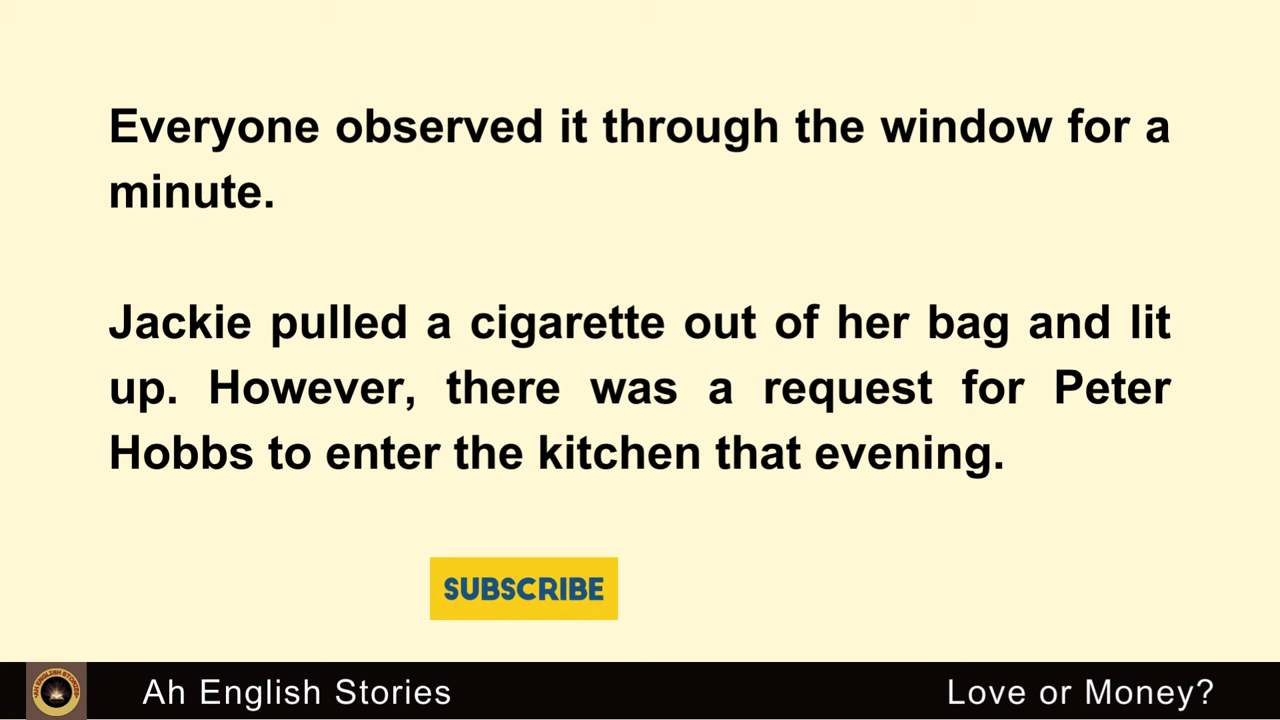 Everyone observed it through the window for a
minute.
Jackie pulled a cigarette out of her bag and lit
up. However, there was a request for Peter
Hobbs to enter the kitchen that evening.
SUBSCRIBE
Ah English Stories
Love or Money?